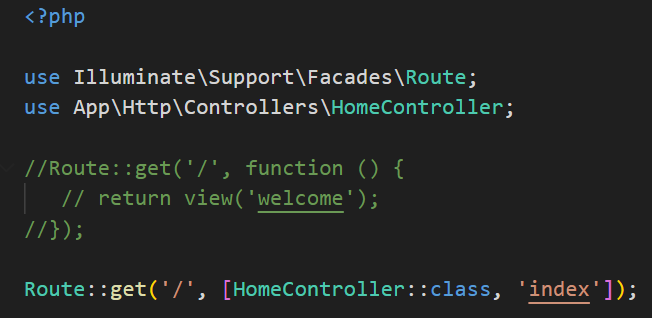 <?php
use Illuminate\Support\Facades\Route;
use App\Http\Controllers\HomeController;
//Route::get('/', function () {
// return view('welcome');
//});
Route::get('/', [HomeController::class, 'index']);